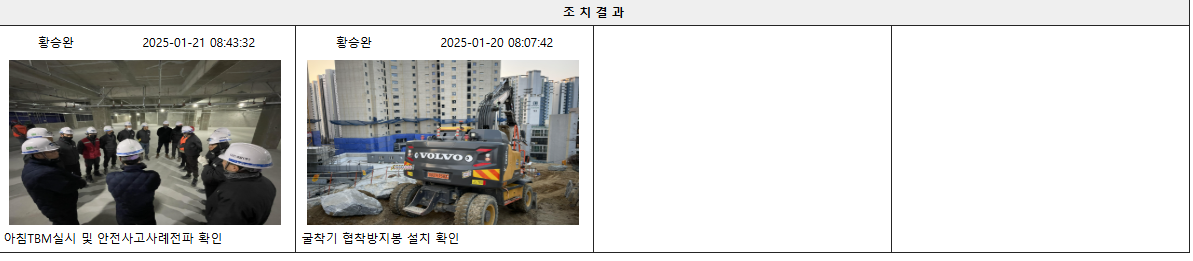 조 치 결 과
황승완 2025-01-21 08:43:32
황승완 2025-01-20 08:07:42
VOLVO
아침TBM실시 및 안전사고사례전파 확인
굴착기 협착방지봉 설치 확인